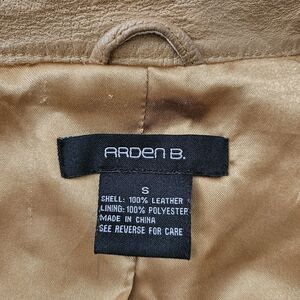 ARDEN B.
S
SHELL: 100% LEATHER
LINING: 100% POLYESTER
MADE IN CHINA
SEE REVERSE FOR CARE